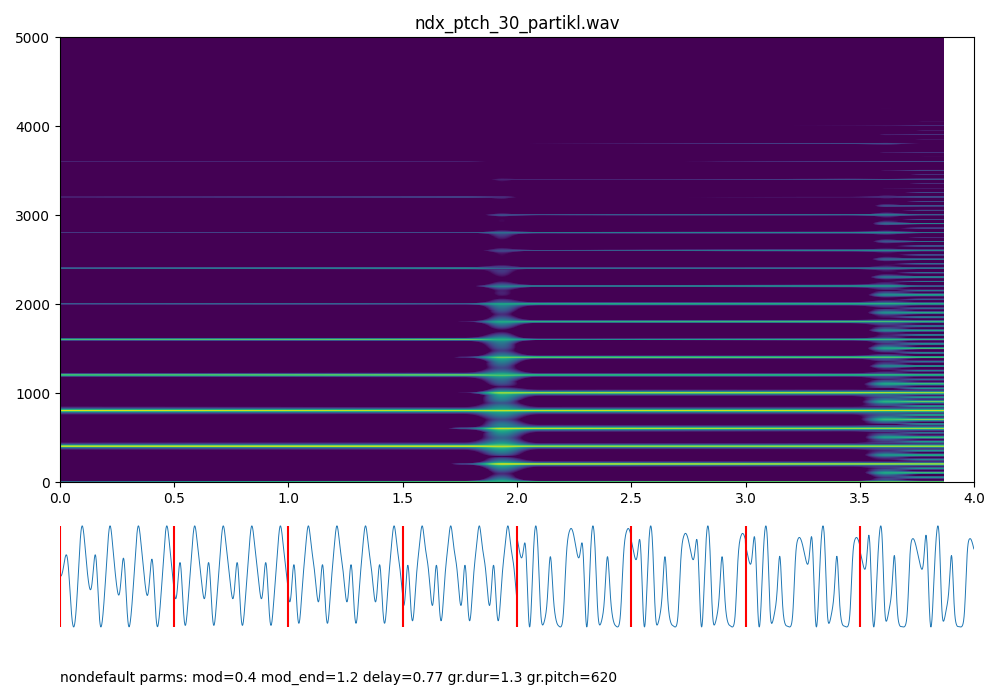 ndx_ptch_30_partikl.wav
5000
4000
3000
2000
1000
0
0.0 0.5 1.0 1.5 2.0 2.5 3.0 3.5 4.0
nondefault parms: mod=0.4 mod_end=1.2 delay=0.77 gr.dur=1.3 gr.pitch=620